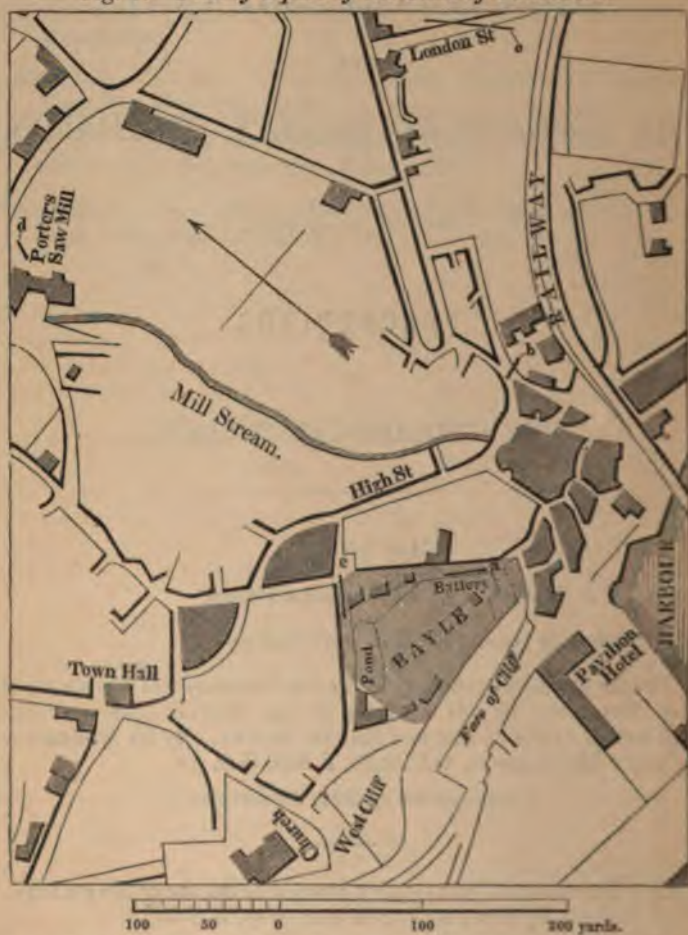 London St
e
RAILWAY
d
Porters
Saw Mill
b
Mill Stream.
High St
c
a
Battery
BAYLE
Pond
HARBOUR
Town Hall
Pavilion
Hotel
Face of Cliff
West Cliff
Church
100 50 0 100 200 yards.